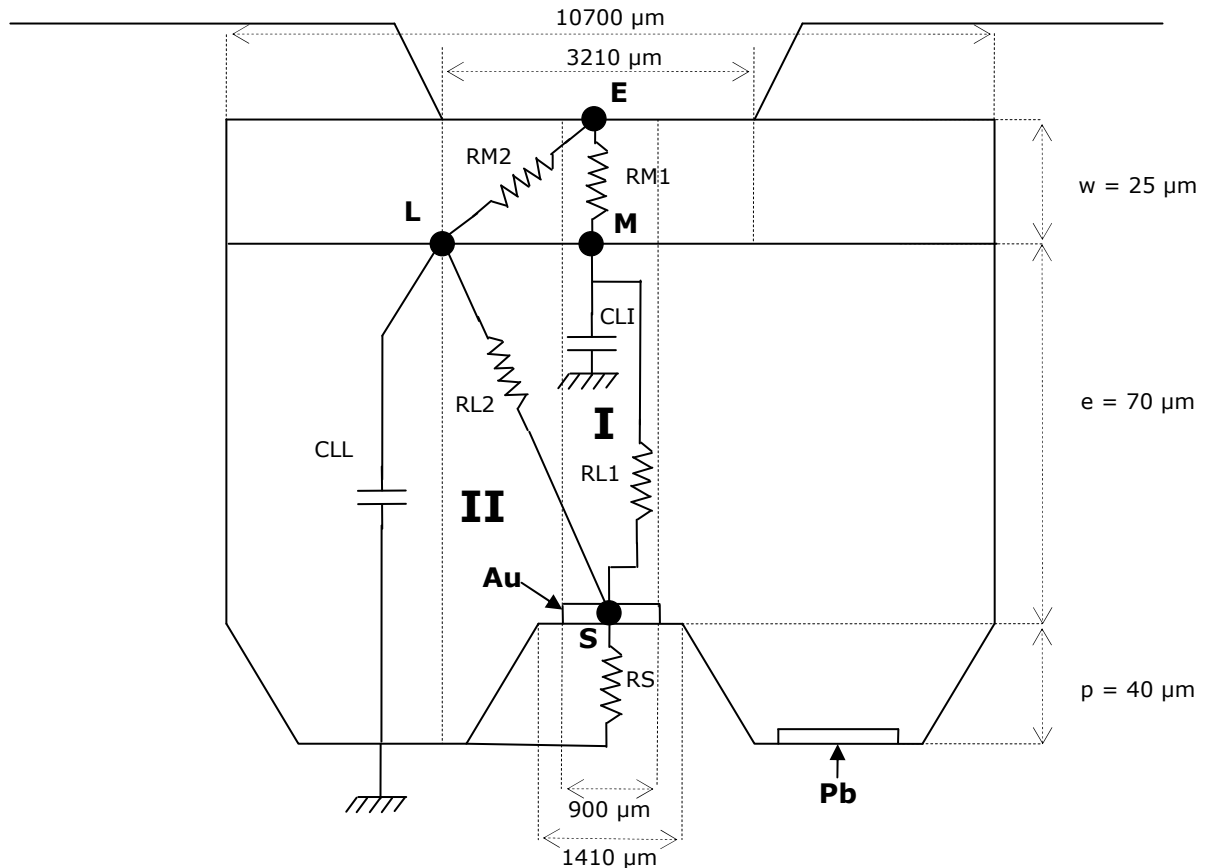 10700 µm
3210 µm
E
RM2
RM1
w = 25 µm
L
M
CLI
RL2
I
e = 70 µm
CLL
RL1
II
Au
S
RS
p = 40 µm
Pb
900 µm
1410 µm